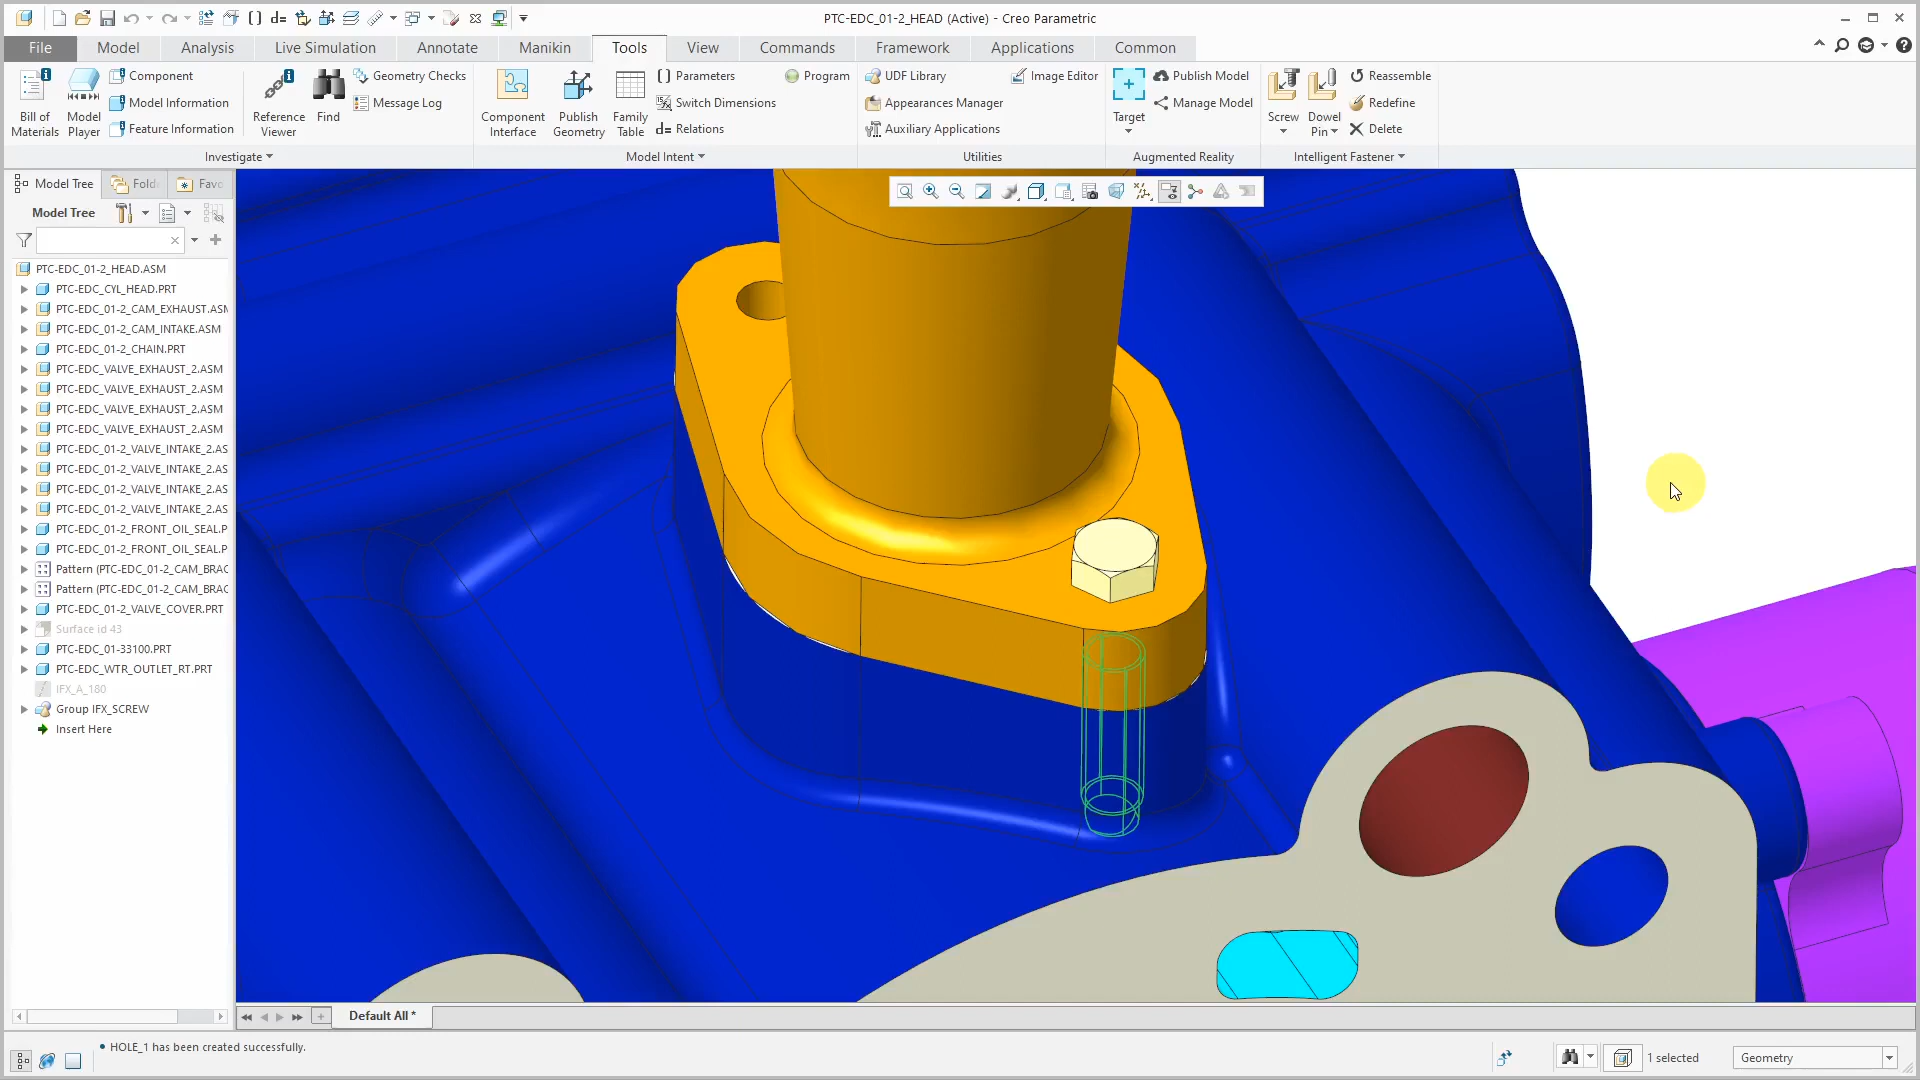 PTC-EDC_01-2_HEAD (Active) - Creo Parametric
File
Model
Analysis
Live Simulation
Annotate
Manikin
Tools
View
Commands
Framework
Applications
Common
Bill of Materials
Model Player
Component
Model Information
Feature Information
Reference Viewer
Find
Geometry Checks
Message Log
Component Interface
Publish Geometry
Family Table
Parameters
Switch Dimensions
d= Relations
Program
UDF Library
Appearances Manager
Auxiliary Applications
Image Editor
Target
Publish Model
Manage Model
Screw
Dowel Pin
Reassemble
Redefine
Delete
Investigate
Model Intent
Utilities
Augmented Reality
Intelligent Fastener
Model Tree
Fold
Favo
Model Tree
PTC-EDC_01-2_HEAD.ASM
PTC-EDC_CYL_HEAD.PRT
PTC-EDC_01-2_CAM_EXHAUST.ASM
PTC-EDC_01-2_CAM_INTAKE.ASM
PTC-EDC_01-2_CHAIN.PRT
PTC-EDC_VALVE_EXHAUST_2.ASM
PTC-EDC_VALVE_EXHAUST_2.ASM
PTC-EDC_VALVE_EXHAUST_2.ASM
PTC-EDC_VALVE_EXHAUST_2.ASM
PTC-EDC_01-2_VALVE_INTAKE_2.AS
PTC-EDC_01-2_VALVE_INTAKE_2.AS
PTC-EDC_01-2_VALVE_INTAKE_2.AS
PTC-EDC_01-2_VALVE_INTAKE_2.AS
PTC-EDC_01-2_FRONT_OIL_SEAL.P
PTC-EDC_01-2_FRONT_OIL_SEAL.P
Pattern (PTC-EDC_01-2_CAM_BRAC
Pattern (PTC-EDC_01-2_CAM_BRAC
PTC-EDC_01-2_VALVE_COVER.PRT
Surface id 43
PTC-EDC_01-33100.PRT
PTC-EDC_WTR_OUTLET_RT.PRT
IFX_A_180
Group IFX_SCREW
Insert Here
Default All *
• HOLE_1 has been created successfully.
1 selected
Geometry